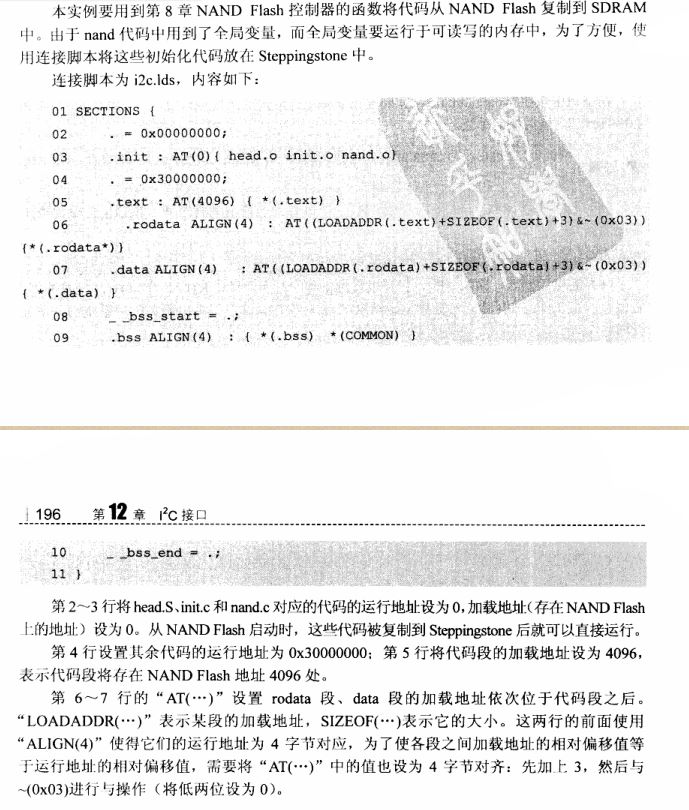 本实例要用到第 8 章 NAND Flash 控制器的函数将代码从 NAND Flash 复制到 SDRAM
中。由于 nand 代码中用到了全局变量，而全局变量要运行于可读写的内存中，为了方便，使
用连接脚本将这些初始化代码放在 Steppingstone 中。
连接脚本为 i2c.lds，内容如下：
01 SECTIONS {
02 . = 0x00000000;
03 .init : AT(0){ head.o init.o nand.o}
04 . = 0x30000000;
05 .text : AT(4096) { *(.text) }
06 .rodata ALIGN(4) : AT((LOADADDR(.text)+SIZEOF(.text)+3)&~(0x03))
{*(.rodata*)}
07 .data ALIGN(4) : AT((LOADADDR(.rodata)+SIZEOF(.rodata)+3)&~(0x03))
{ *(.data) }
08 _ _bss_start = .;
09 .bss ALIGN(4) : { *(.bss) *(COMMON) }
196 第 12 章 I²C 接口
10 _ _bss_end = .;
11 }
第 2～3 行将 head.S、init.c 和 nand.c 对应的代码的运行地址设为 0，加载地址（存在 NAND Flash
上的地址）设为 0。从 NAND Flash 启动时，这些代码被复制到 Steppingstone 后就可以直接运行。
第 4 行设置其余代码的运行地址为 0x30000000；第 5 行将代码段的加载地址设为 4096，
表示代码段将存在 NAND Flash 地址 4096 处。
第 6～7 行的“AT(…)”设置 rodata 段、data 段的加载地址依次位于代码段之后。
“LOADADDR(…)”表示某段的加载地址，SIZEOF(…)表示它的大小。这两行的前面使用
“ALIGN(4)”使得它们的运行地址为 4 字节对应，为了使各段之间加载地址的相对偏移值等
于运行地址的相对偏移值，需要将“AT(…)”中的值也设为 4 字节对齐：先加上 3，然后与
~(0x03)进行与操作（将低两位设为 0）。